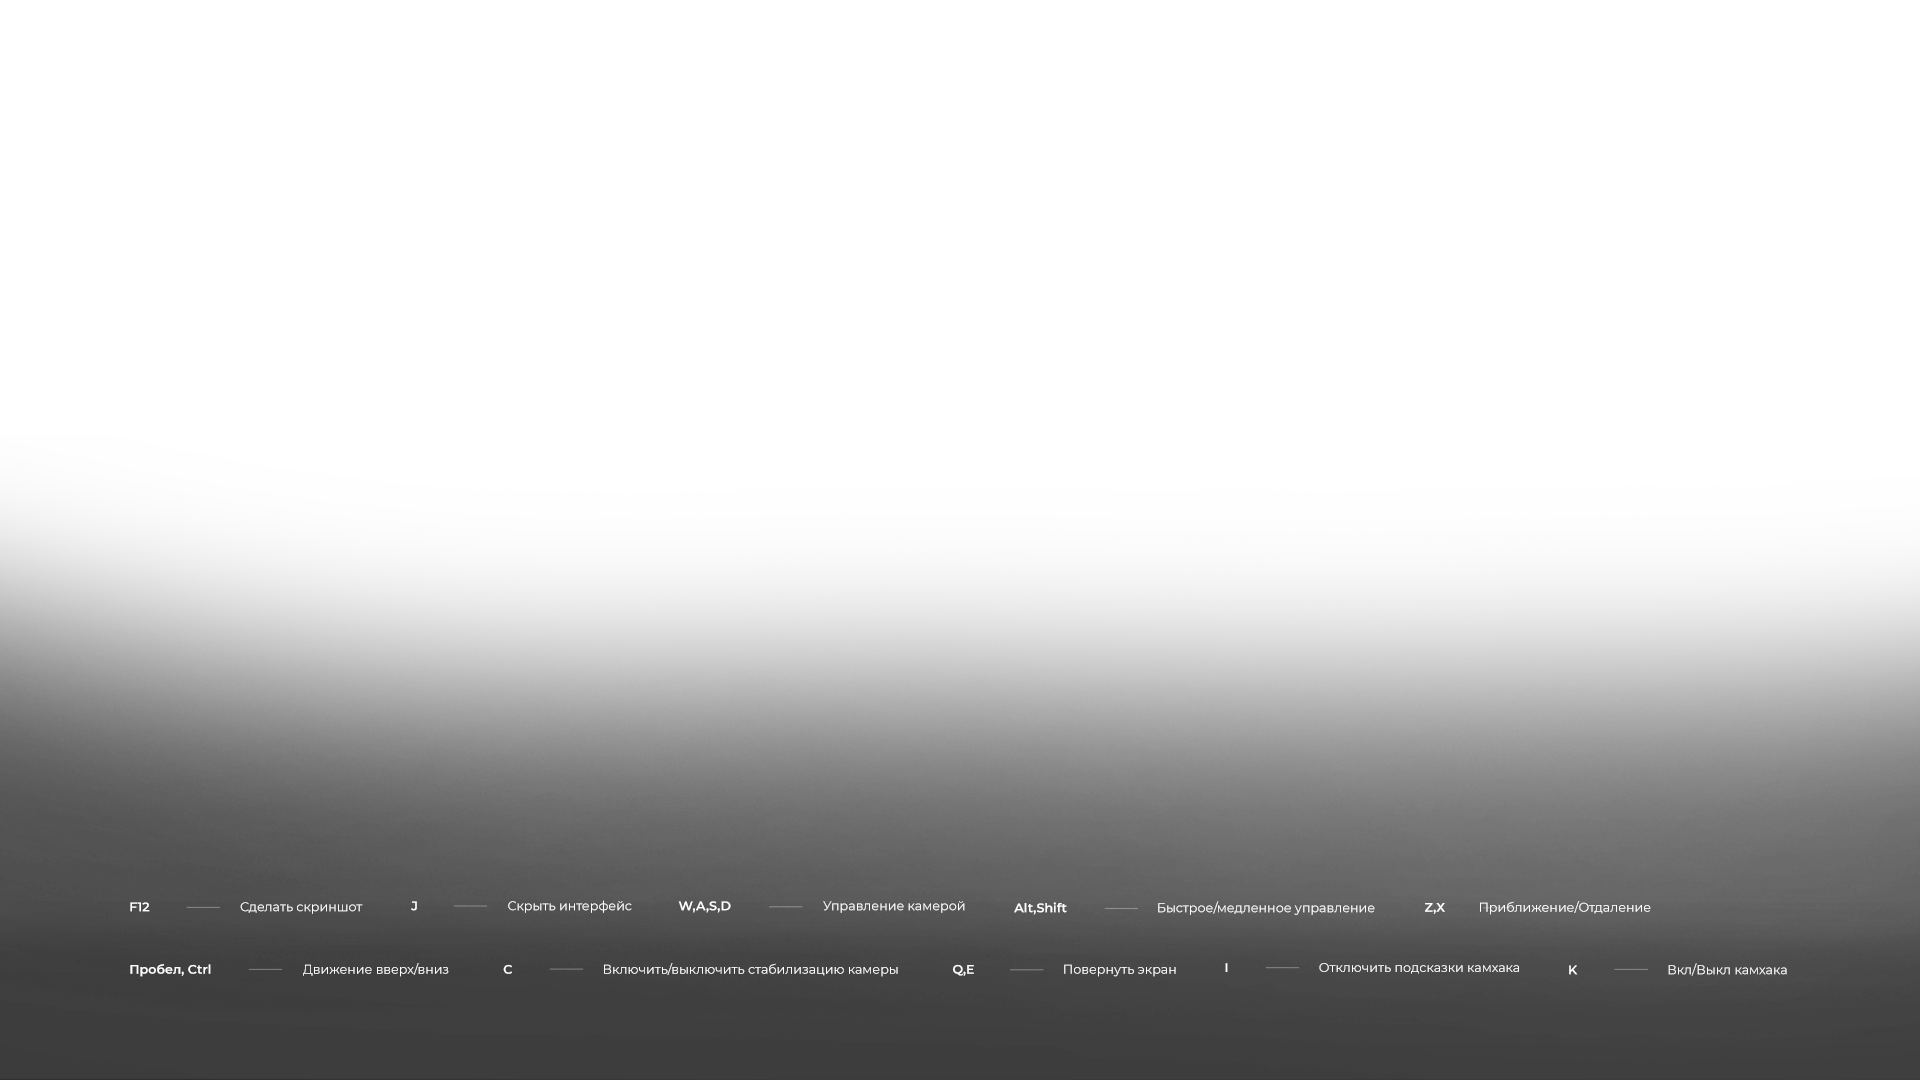 F12 — Сделать скриншот J — Скрыть интерфейс W,A,S,D — Управление камерой Alt,Shift — Быстрое/медленное управление Z,X Приближение/Отдаление
Пробел, Ctrl — Движение вверх/вниз C — Включить/выключить стабилизацию камеры Q,E — Повернуть экран I — Отключить подсказки камхака K — Вкл/Выкл камхака